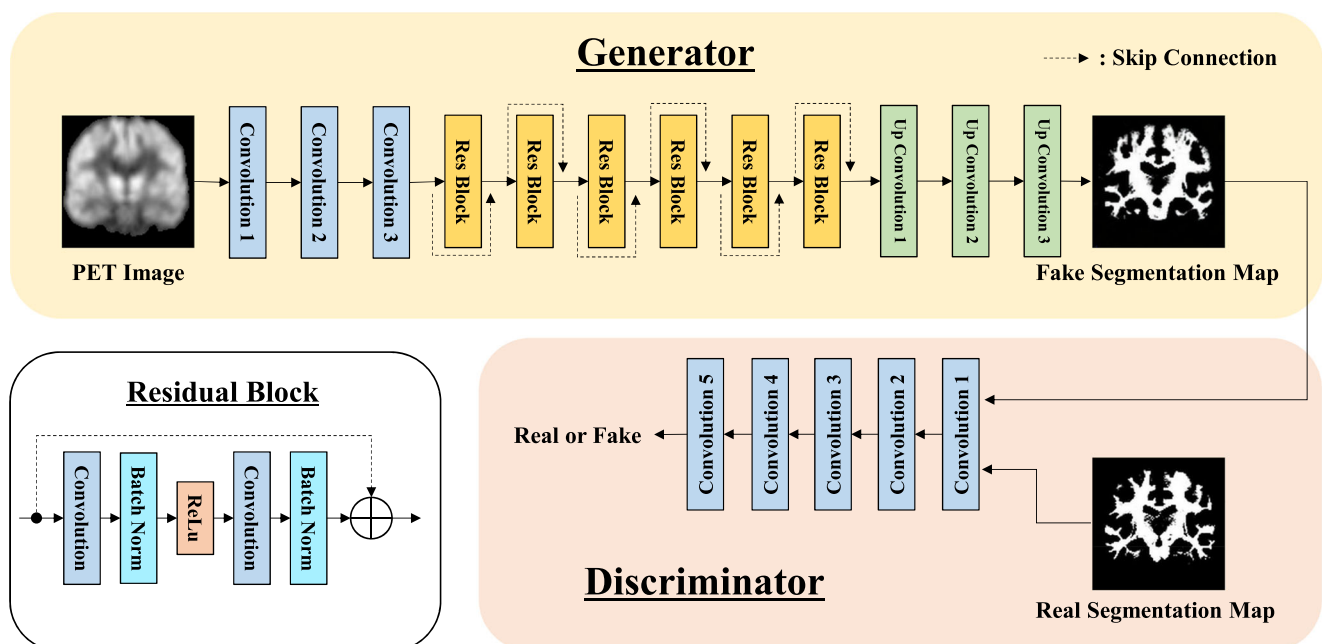 Generator
: Skip Connection
Convolution 1
Convolution 2
Convolution 3
Res Block
Res Block
Res Block
Res Block
Res Block
Res Block
Up Convolution 1
Up Convolution 2
Up Convolution 3
PET Image
Fake Segmentation Map
Residual Block
Convolution
Batch Norm
ReLu
Convolution
Batch Norm
Real or Fake
Convolution 5
Convolution 4
Convolution 3
Convolution 2
Convolution 1
Discriminator
Real Segmentation Map